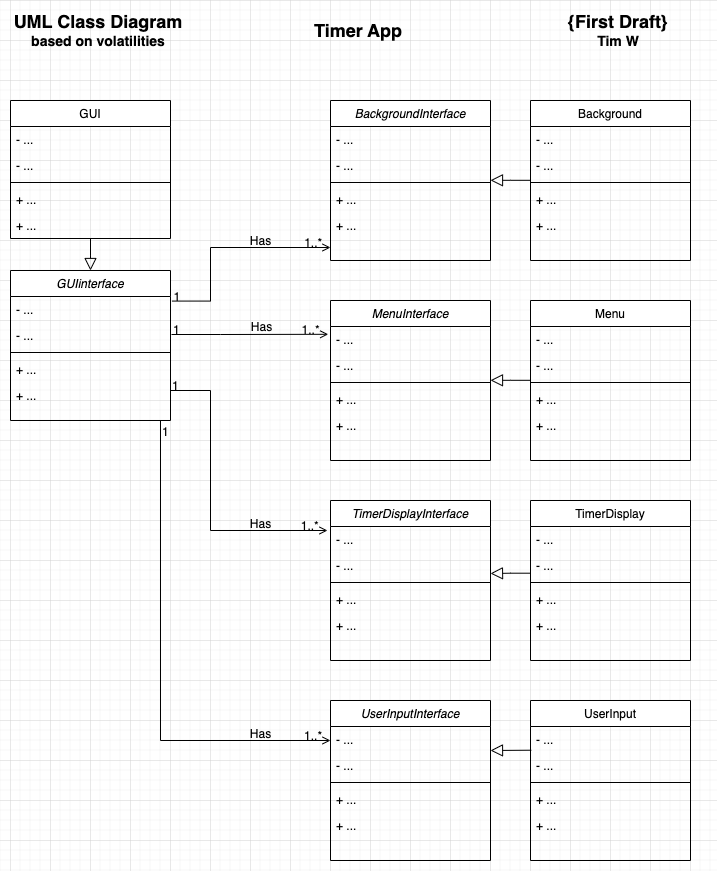 UML Class Diagram
based on volatilities
Timer App
{First Draft}
Tim W
GUI
- ...
- ...
+ ...
+ ...
GUIinterface
- ...
- ...
+ ...
+ ...
1
Has
1..*
1
Has
1..*
1
Has
1..*
1
Has
1..*
BackgroundInterface
- ...
- ...
+ ...
+ ...
Background
- ...
- ...
+ ...
+ ...
MenuInterface
- ...
- ...
+ ...
+ ...
Menu
- ...
- ...
+ ...
+ ...
TimerDisplayInterface
- ...
- ...
+ ...
+ ...
TimerDisplay
- ...
- ...
+ ...
+ ...
UserInputInterface
- ...
- ...
+ ...
+ ...
UserInput
- ...
- ...
+ ...
+ ...